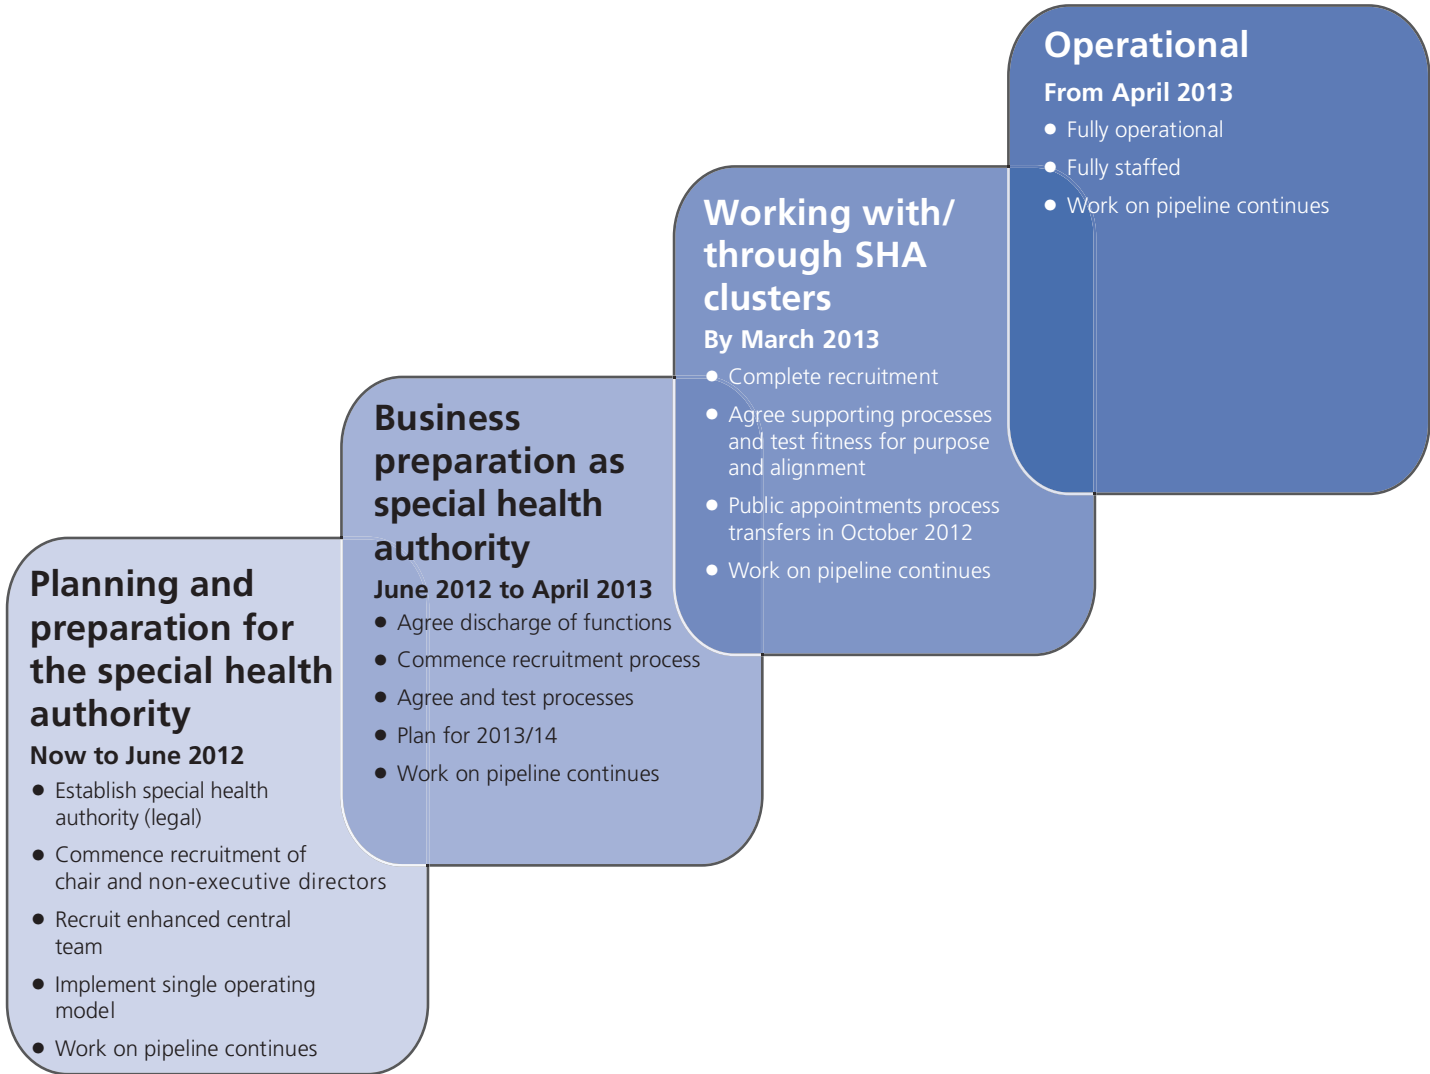 Planning and
preparation for
the special health
authority
Now to June 2012
● Establish special health
authority (legal)
● Commence recruitment of
chair and non-executive directors
● Recruit enhanced central
team
● Implement single operating
model
● Work on pipeline continues
Business
preparation as
special health
authority
June 2012 to April 2013
● Agree discharge of functions
● Commence recruitment process
● Agree and test processes
● Plan for 2013/14
● Work on pipeline continues
Working with/
through SHA
clusters
By March 2013
● Complete recruitment
● Agree supporting processes
and test fitness for purpose
and alignment
● Public appointments process
transfers in October 2012
● Work on pipeline continues
Operational
From April 2013
● Fully operational
● Fully staffed
● Work on pipeline continues